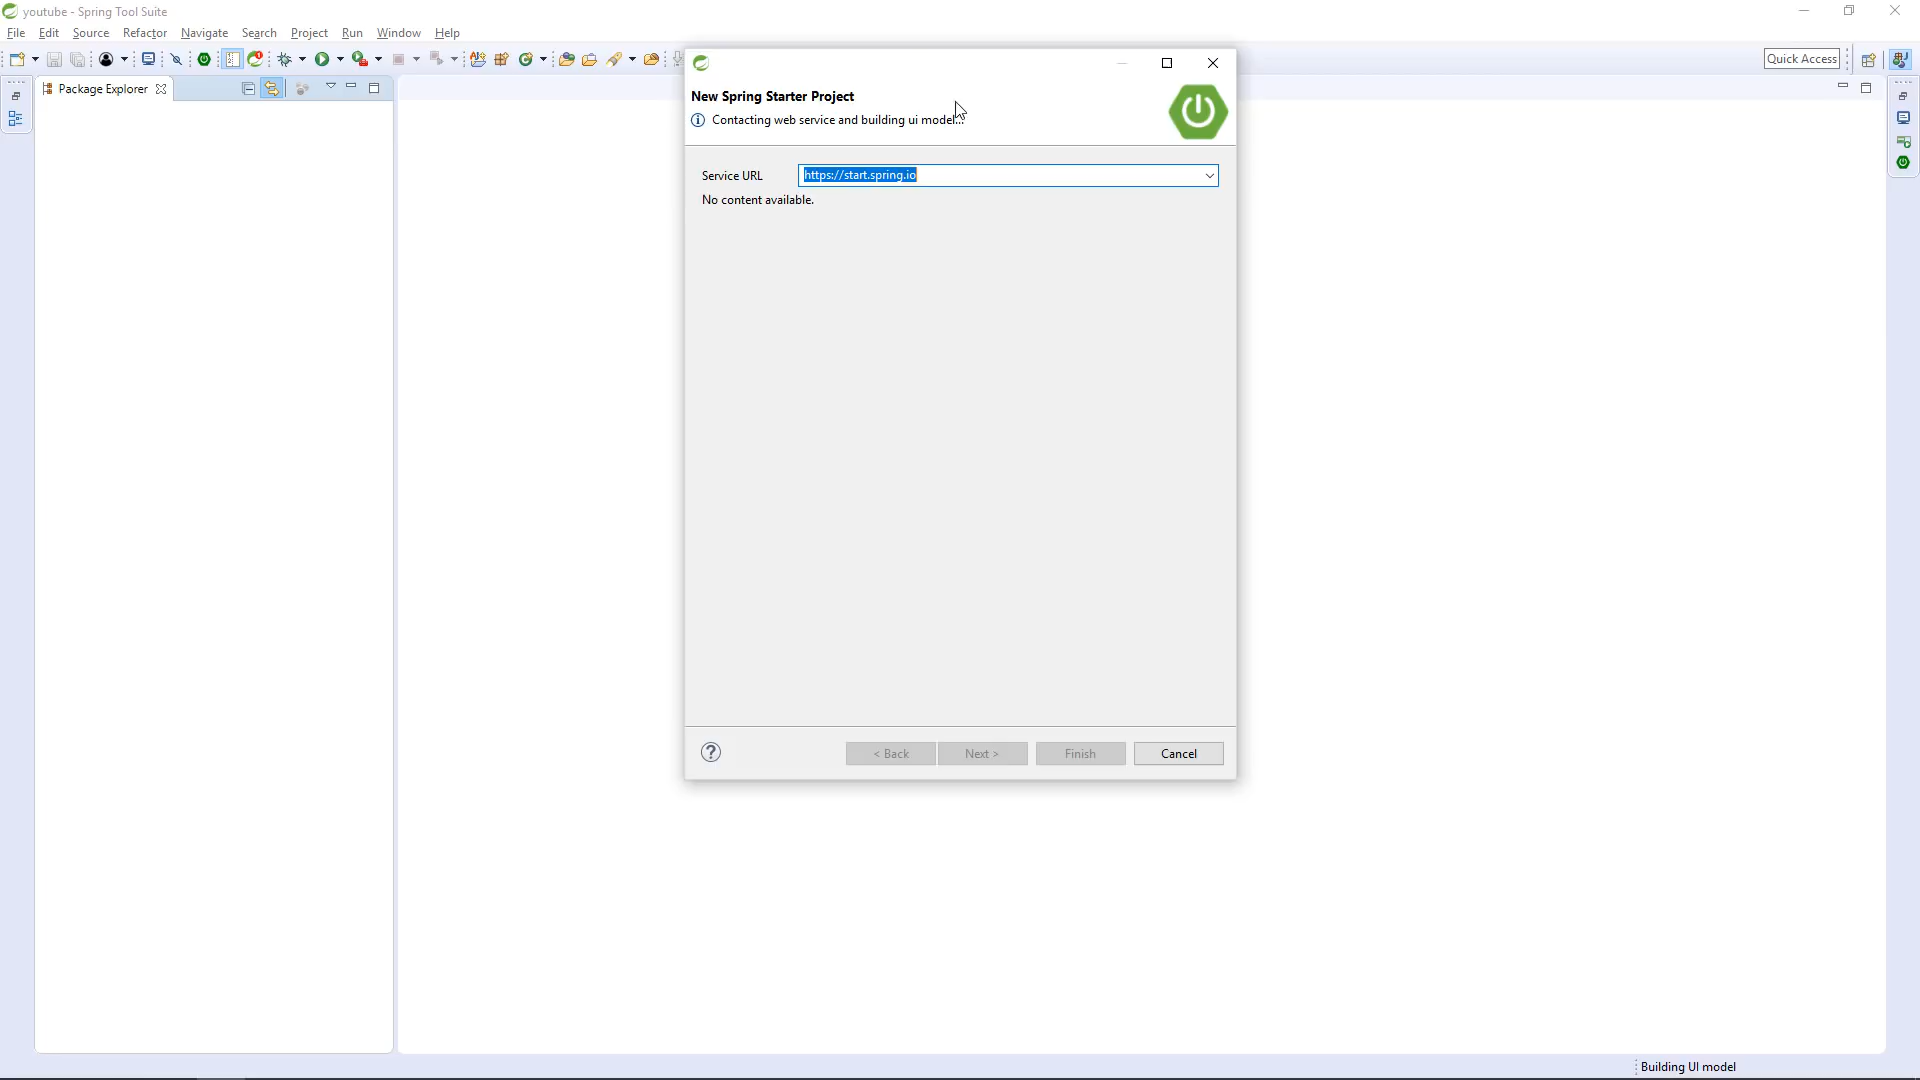 youtube - Spring Tool Suite
File Edit Source Refactor Navigate Search Project Run Window Help
Quick Access
Package Explorer
New Spring Starter Project
Contacting web service and building ui model...
Service URL https://start.spring.io
No content available.
< Back Next > Finish Cancel
Building UI model